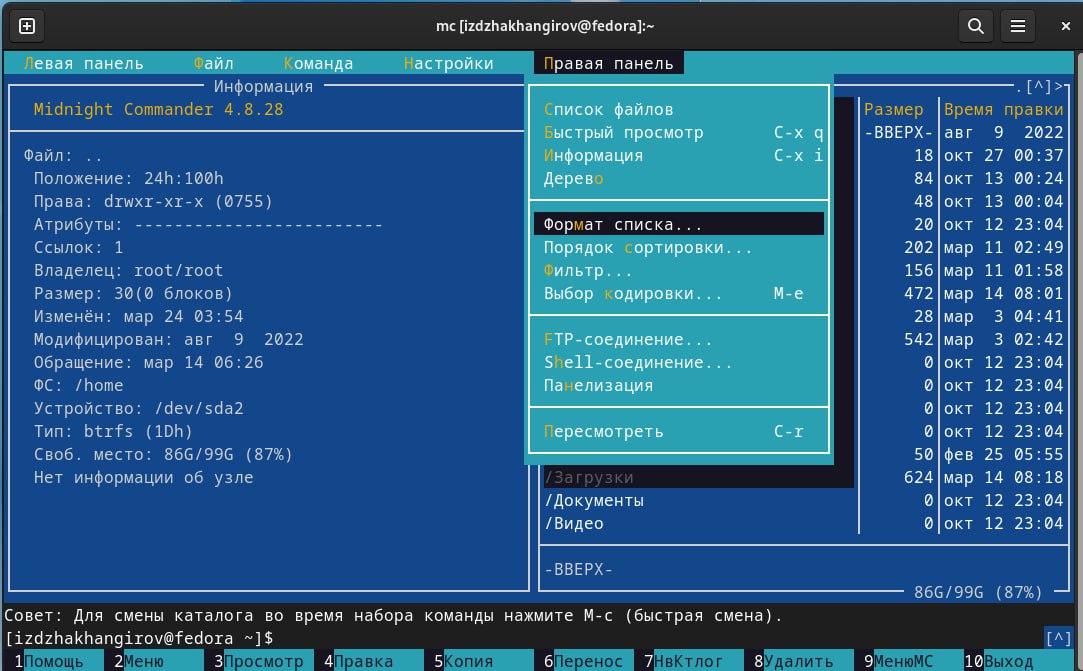 mc [izdzhakhangirov@fedora]:~
Левая панель Файл Команда Настройки Правая панель
Информация
Midnight Commander 4.8.28
Файл: ..
Положение: 24h:100h
Права: drwxr-xr-x (0755)
Атрибуты: -------------------------
Ссылок: 1
Владелец: root/root
Размер: 30(0 блоков)
Изменён: мар 24 03:54
Модифицирован: авг  9  2022
Обращение: мар 14 06:26
ФС: /home
Устройство: /dev/sda2
Тип: btrfs (1Dh)
Своб. место: 86G/99G (87%)
Нет информации об узле
Список файлов
Быстрый просмотр C-x q
Информация C-x i
Дерево
Формат списка...
Порядок сортировки...
Фильтр...
Выбор кодировки... M-e
FTP-соединение...
Shell-соединение...
Панелизация
Пересмотреть C-r
.[^]>
Размер Время правки
-ВВЕРХ- авг  9  2022
18 окт 27 00:37
84 окт 13 00:24
48 окт 13 00:04
20 окт 12 23:04
202 мар 11 02:49
156 мар 11 01:58
472 мар 14 08:01
28 мар  3 04:41
542 мар  3 02:42
0 окт 12 23:04
0 окт 12 23:04
0 окт 12 23:04
0 окт 12 23:04
50 фев 25 05:55
/Загрузки 624 мар 14 08:18
/Документы 0 окт 12 23:04
/Видео 0 окт 12 23:04
-ВВЕРХ-
86G/99G (87%)
Совет: Для смены каталога во время набора команды нажмите M-c (быстрая смена).
[izdzhakhangirov@fedora ~]$ [^]
1Помощь 2Меню 3Просмотр 4Правка 5Копия 6Перенос 7НвКтлог 8Удалить 9МенюMC 10Выход